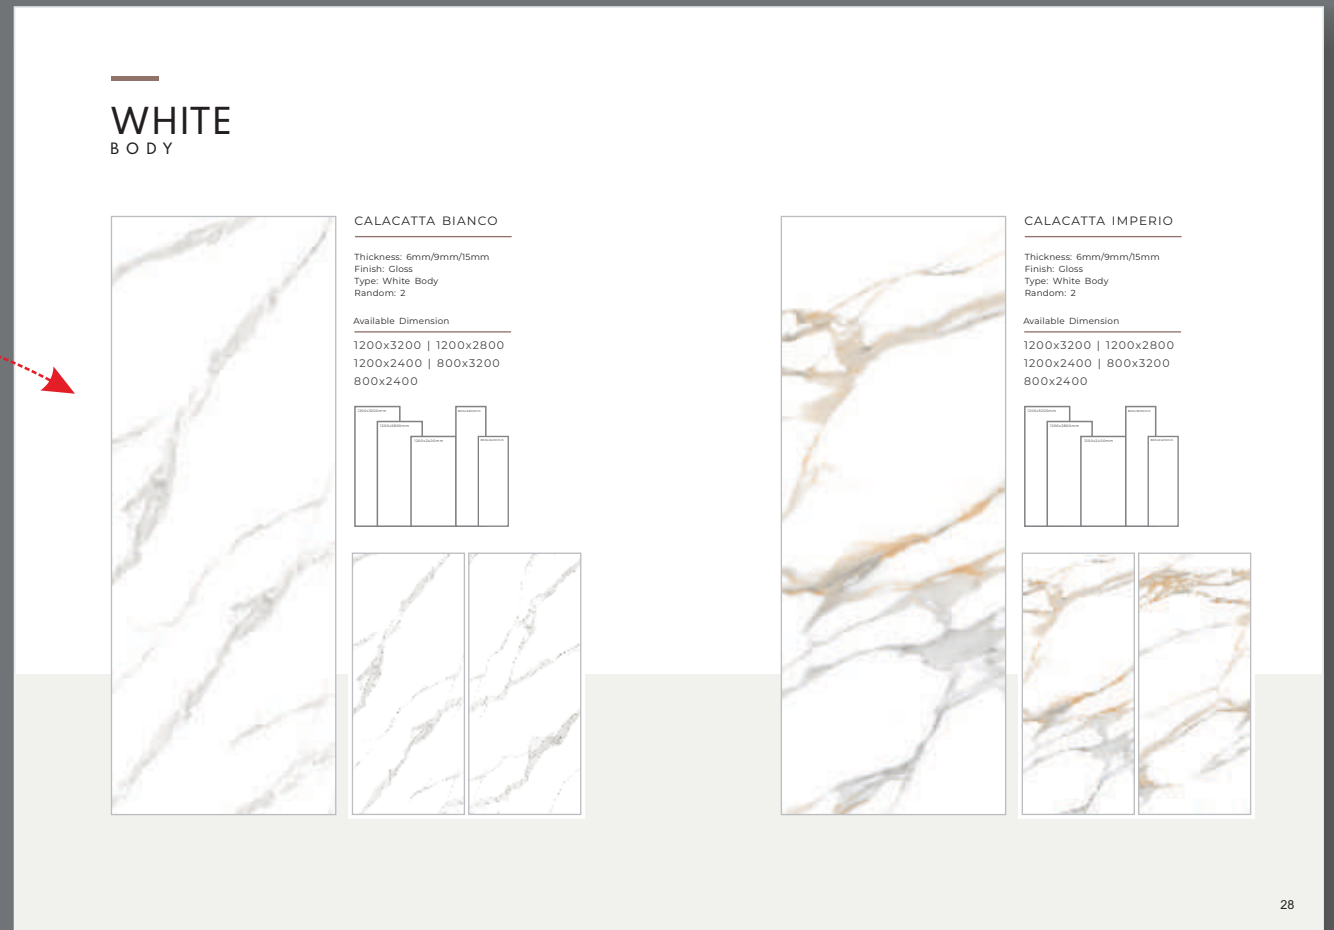 WHITE
BODY
CALACATTA BIANCO
Thickness: 6mm/9mm/15mm
Finish: Gloss
Type: White Body
Random: 2
Available Dimension
1200x3200 | 1200x2800
1200x2400 | 800x3200
800x2400
1200x2400mm
CALACATTA IMPERIO
Thickness: 6mm/9mm/15mm
Finish: Gloss
Type: White Body
Random: 2
Available Dimension
1200x3200 | 1200x2800
1200x2400 | 800x3200
800x2400
1200x2400mm
28